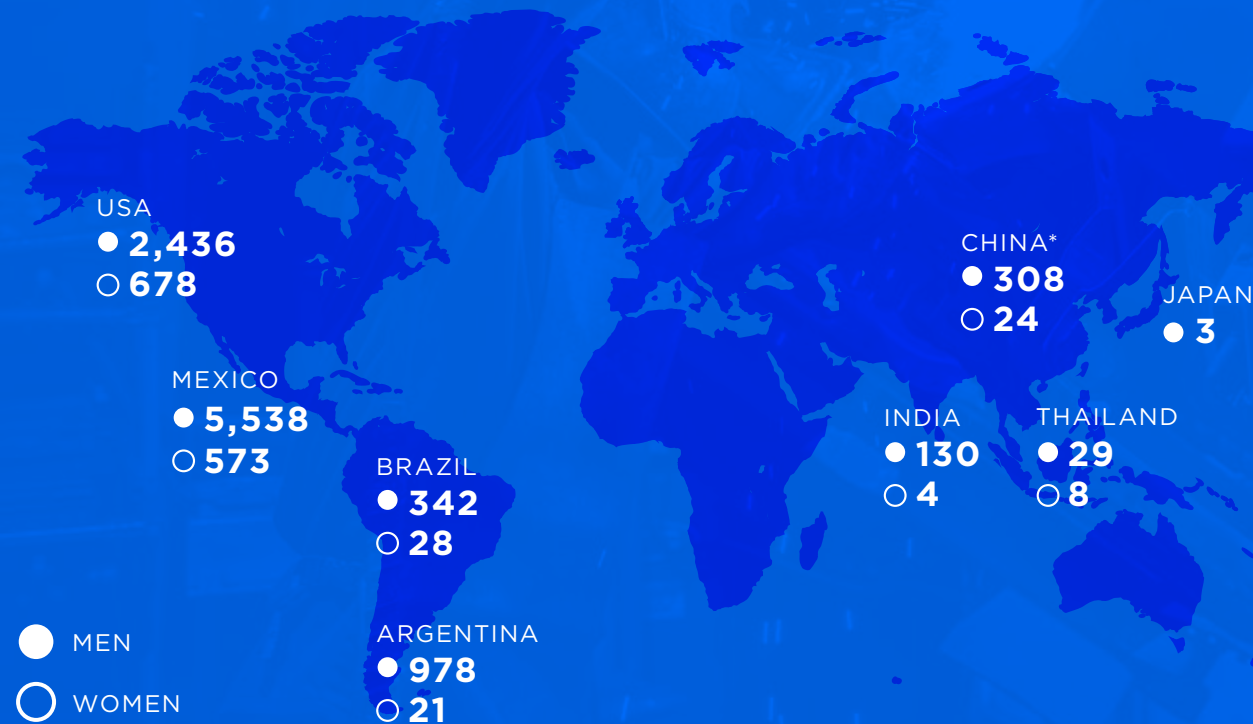 USA
2,436
678
MEXICO
5,538
573
BRAZIL
342
28
ARGENTINA
978
21
CHINA*
308
24
JAPAN
3
INDIA
130
4
THAILAND
29
8
MEN
WOMEN